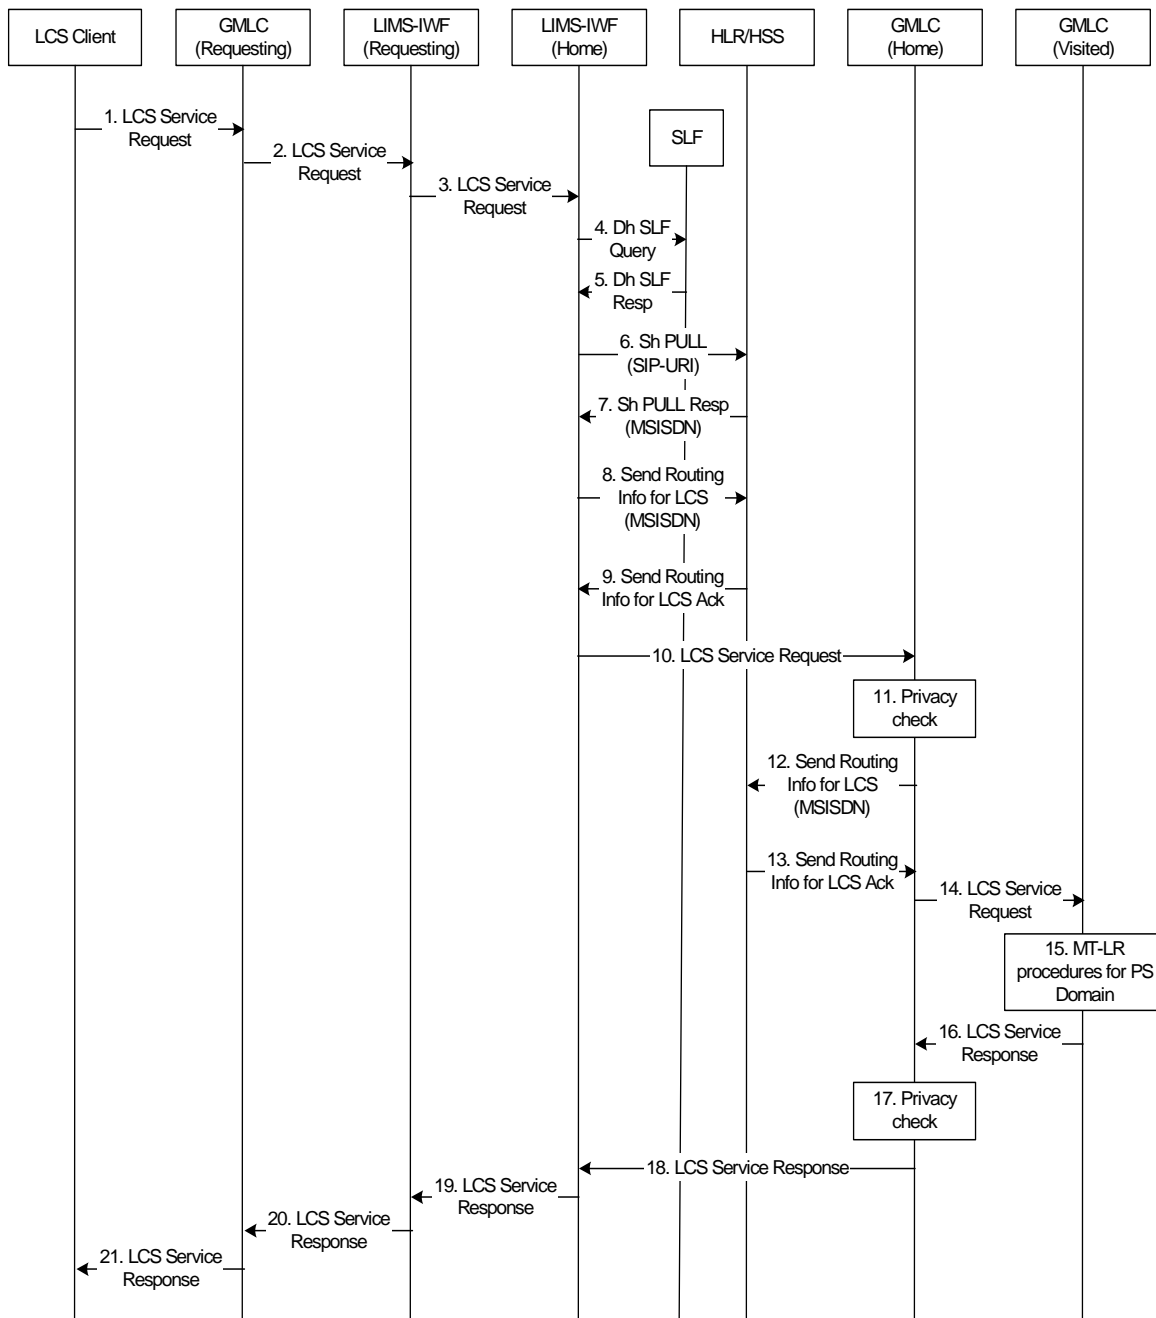 LCS Client
GMLC
(Requesting)
LIMS-IWF
(Requesting)
LIMS-IWF
(Home)
HLR/HSS
GMLC
(Home)
GMLC
(Visited)
1. LCS Service
Request
SLF
2. LCS Service
Request
3. LCS Service
Request
4. Dh SLF
Query
5. Dh SLF
Resp
6. Sh PULL
(SIP-URI)
7. Sh PULL Resp
(MSISDN)
8. Send Routing
Info for LCS
(MSISDN)
9. Send Routing
Info for LCS Ack
10. LCS Service Request
11. Privacy
check
12. Send Routing
Info for LCS
(MSISDN)
13. Send Routing
Info for LCS Ack
14. LCS Service
Request
15. MT-LR
procedures for PS
Domain
16. LCS Service
Response
17. Privacy
check
18. LCS Service Response
19. LCS Service
Response
20. LCS Service
Response
21. LCS Service
Response